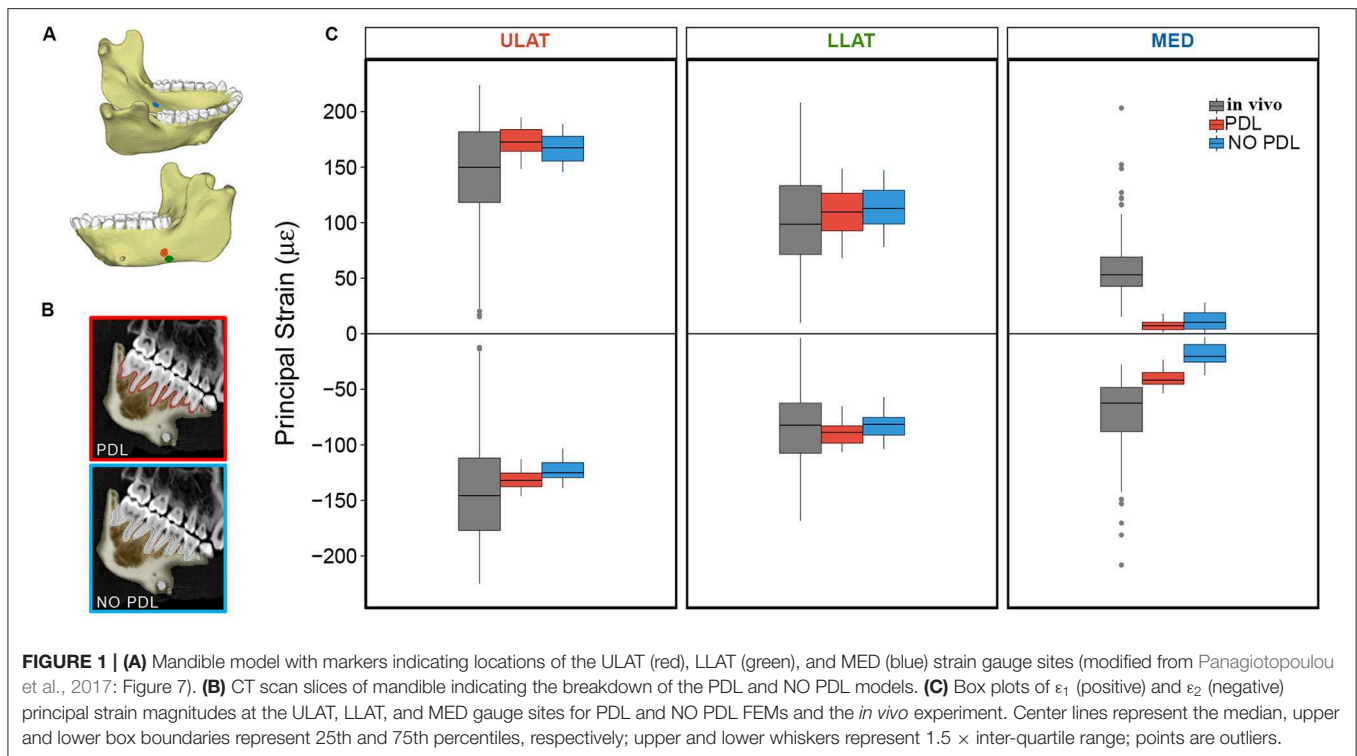 A
C
ULAT
LLAT
MED
in vivo
PDL
NO PDL
Principal Strain (με)
200
150
100
50
0
−50
−100
−150
−200
B
PDL
NO PDL
FIGURE 1 | (A) Mandible model with markers indicating locations of the ULAT (red), LLAT (green), and MED (blue) strain gauge sites (modified from Panagiotopoulou
et al., 2017: Figure 7). (B) CT scan slices of mandible indicating the breakdown of the PDL and NO PDL models. (C) Box plots of ε₁ (positive) and ε₂ (negative)
principal strain magnitudes at the ULAT, LLAT, and MED gauge sites for PDL and NO PDL FEMs and the in vivo experiment. Center lines represent the median, upper
and lower box boundaries represent 25th and 75th percentiles, respectively; upper and lower whiskers represent 1.5 × inter-quartile range; points are outliers.